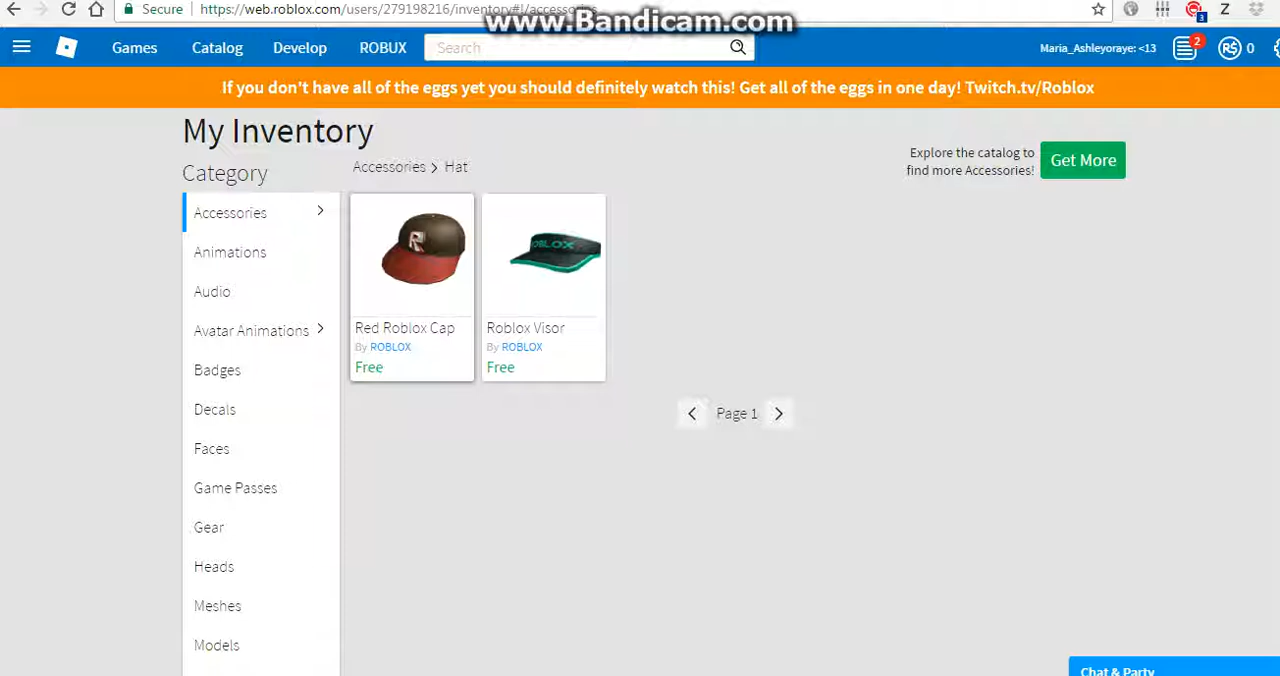 Secure https://web.roblox.com/users/279198216/inventory#!/accessories
www.Bandicam.com
Games Catalog Develop ROBUX Search Maria_Ashleyoraye: <13 2 R$ 0
3 Z
If you don't have all of the eggs yet you should definitely watch this! Get all of the eggs in one day! Twitch.tv/Roblox
My Inventory
Category
Accessories > Hat
Explore the catalog to
find more Accessories!
Get More
Accessories
Animations
Audio
Avatar Animations
Badges
Decals
Faces
Game Passes
Gear
Heads
Meshes
Models
R
Red Roblox Cap
By ROBLOX
Free
ROBLOX
Roblox Visor
By ROBLOX
Free
Page 1
Chat & Party